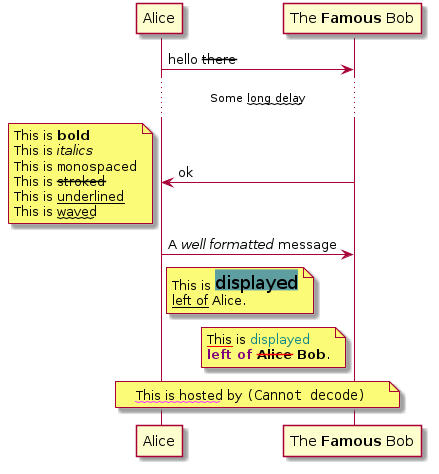 Alice
The Famous Bob
hello there
Some long delay
This is bold
This is italics
This is monospaced
This is stroked
This is underlined
This is waved
ok
A well formatted message
This is displayed
left of Alice.
This is displayed
left of Alice Bob.
This is hosted by (Cannot decode)
Alice
The Famous Bob